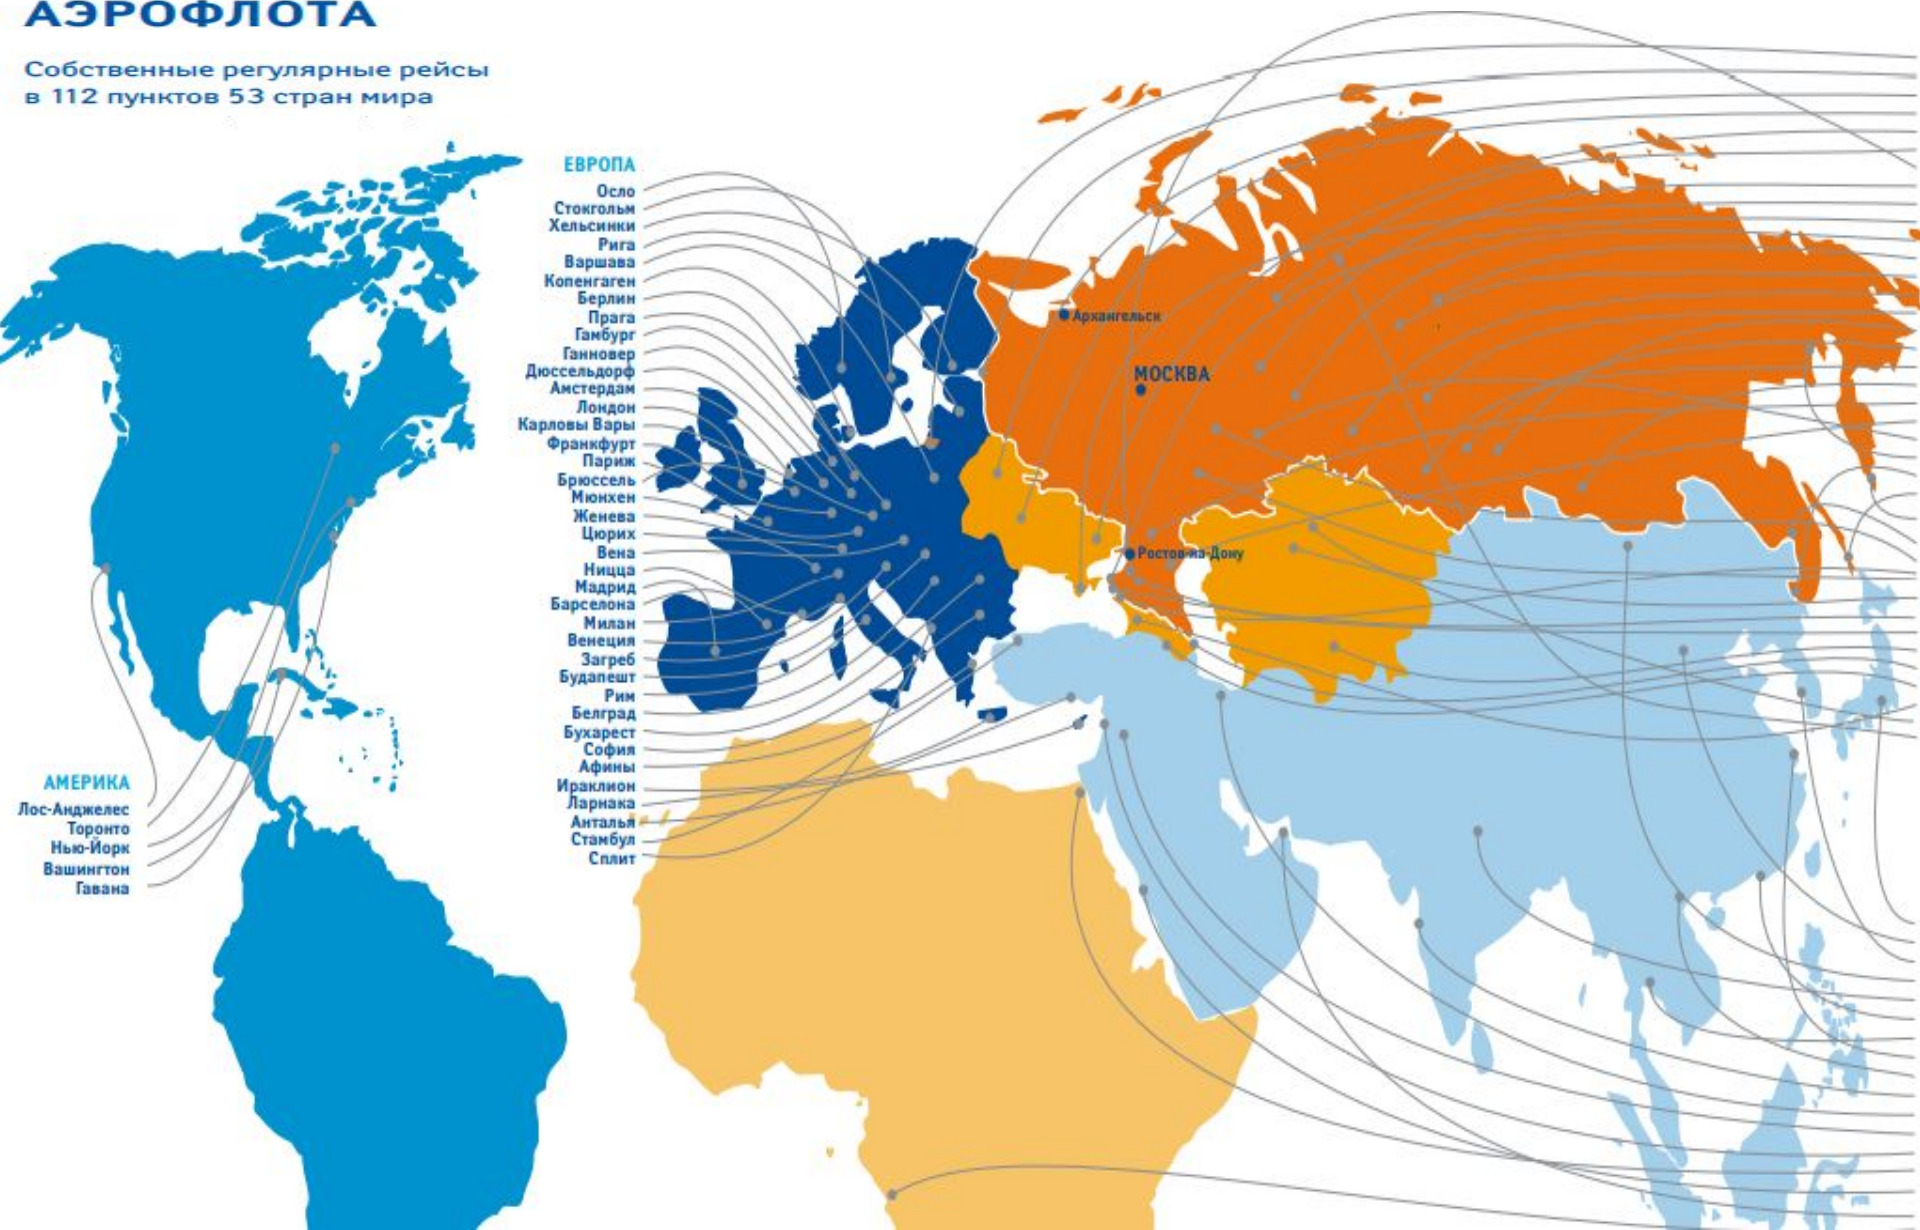 АЭРОФЛОТА
Собственные регулярные рейсы
в 112 пунктов 53 стран мира
ЕВРОПА
Осло
Стокгольм
Хельсинки
Рига
Варшава
Копенгаген
Берлин
Прага
Гамбург
Ганновер
Дюссельдорф
Амстердам
Лондон
Карловы Вары
Франкфурт
Париж
Брюссель
Мюнхен
Женева
Цюрих
Вена
Ницца
Мадрид
Барселона
Милан
Венеция
Загреб
Будапешт
Рим
Белград
Бухарест
София
Афины
Ираклион
Ларнака
Анталья
Стамбул
Сплит
АМЕРИКА
Лос-Анджелес
Торонто
Нью-Йорк
Вашингтон
Гавана
Архангельск
МОСКВА
Ростов-на-Дону